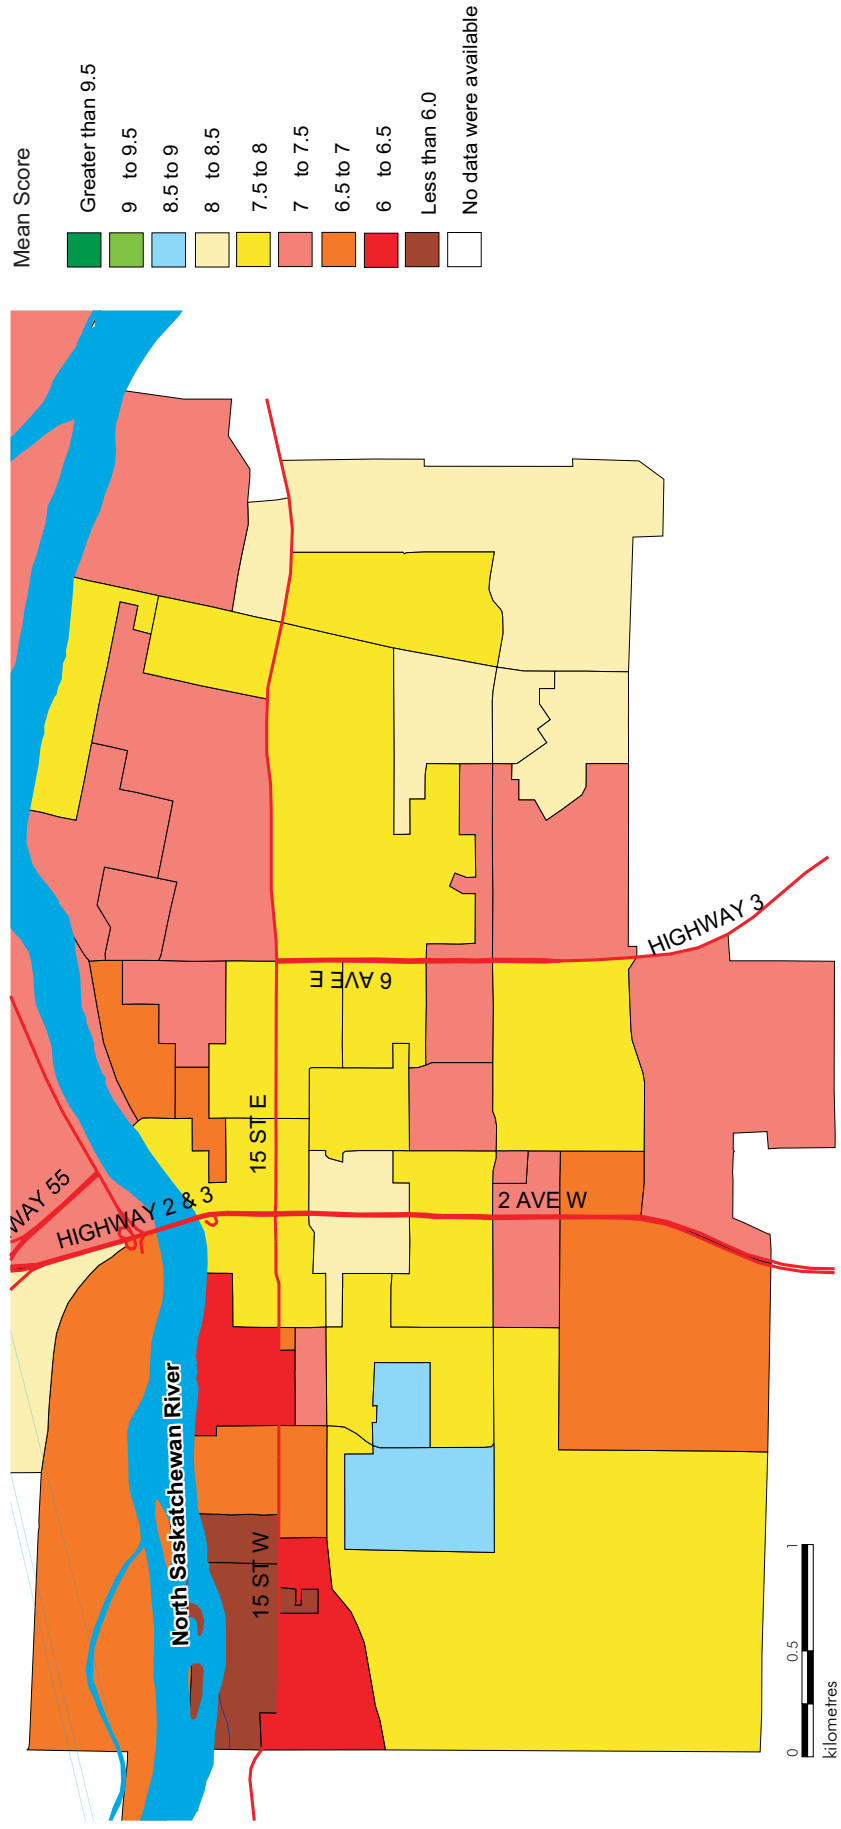 Mean Score
Greater than 9.5
9 to 9.5
8.5 to 9
8 to 8.5
7.5 to 8
7 to 7.5
6.5 to 7
6 to 6.5
Less than 6.0
No data were available
WAY 55
HIGHWAY 2 & 3
North Saskatchewan River
15 ST E
15 ST W
6 AVE E
2 AVE W
HIGHWAY 3
0 0.5 1
kilometres